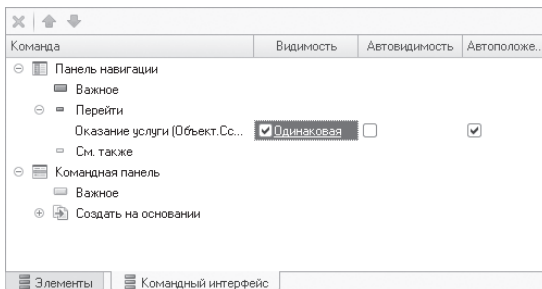 Команда Видимость Автовидимость Автоположе..
Панель навигации
Важное
Перейти
Оказание услуги (Объект.Сс... Одинаковая
См. также
Командная панель
Важное
Создать на основании
Элементы Командный интерфейс